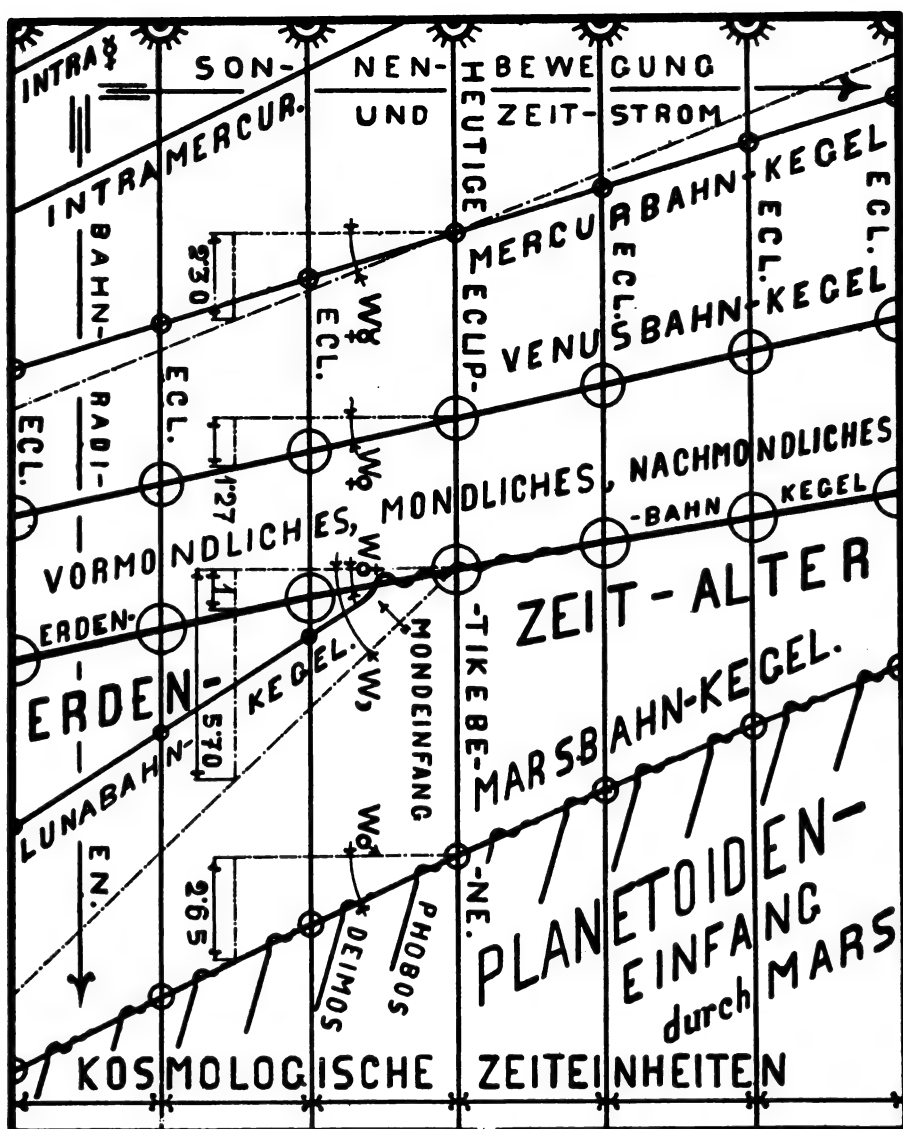 INTRA☿
SON- NEN- BEWEGUNG
UND ZEIT-STROM
INTRAMERCUR.
HEUTIGE ECLIP- -TIKEBE- -NE.
MERCURBAHN-KEGEL
ECL.
ECL.
ECL.
BAHN- RADI- EN.
230
W☿
ECL.
VENUSBAHN-KEGEL
ECL.
ECL.
127
W♀
VORMONDLICHES, MONDLICHES, NACHMONDLICHES
ERDEN- -BAHN KEGEL
1
W♁
ERDEN- ZEIT-ALTER
570
W☽
MONDEINFANG
LUNABAHN- KEGEL.
MARSBAHN-KEGEL.
265
W♂
DEIMOS
PHOBOS
PLANETOIDEN-
EINFANG
durch MARS
KOSMOLOGISCHE ZEITEINHEITEN